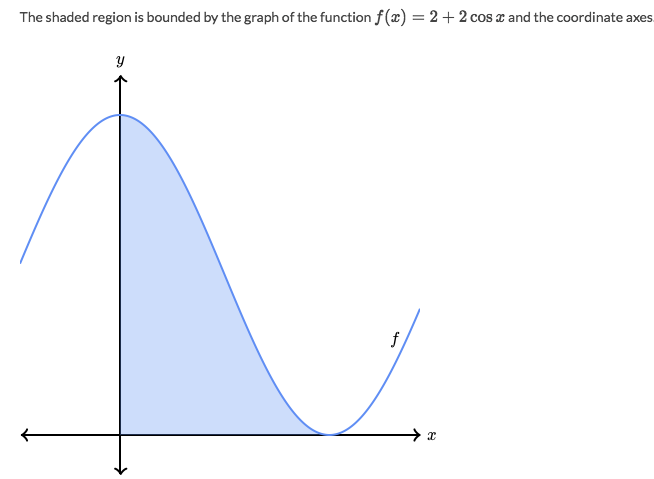 The shaded region is bounded by the graph of the function f(x) = 2 + 2 cos x and the coordinate axes
y
f
x